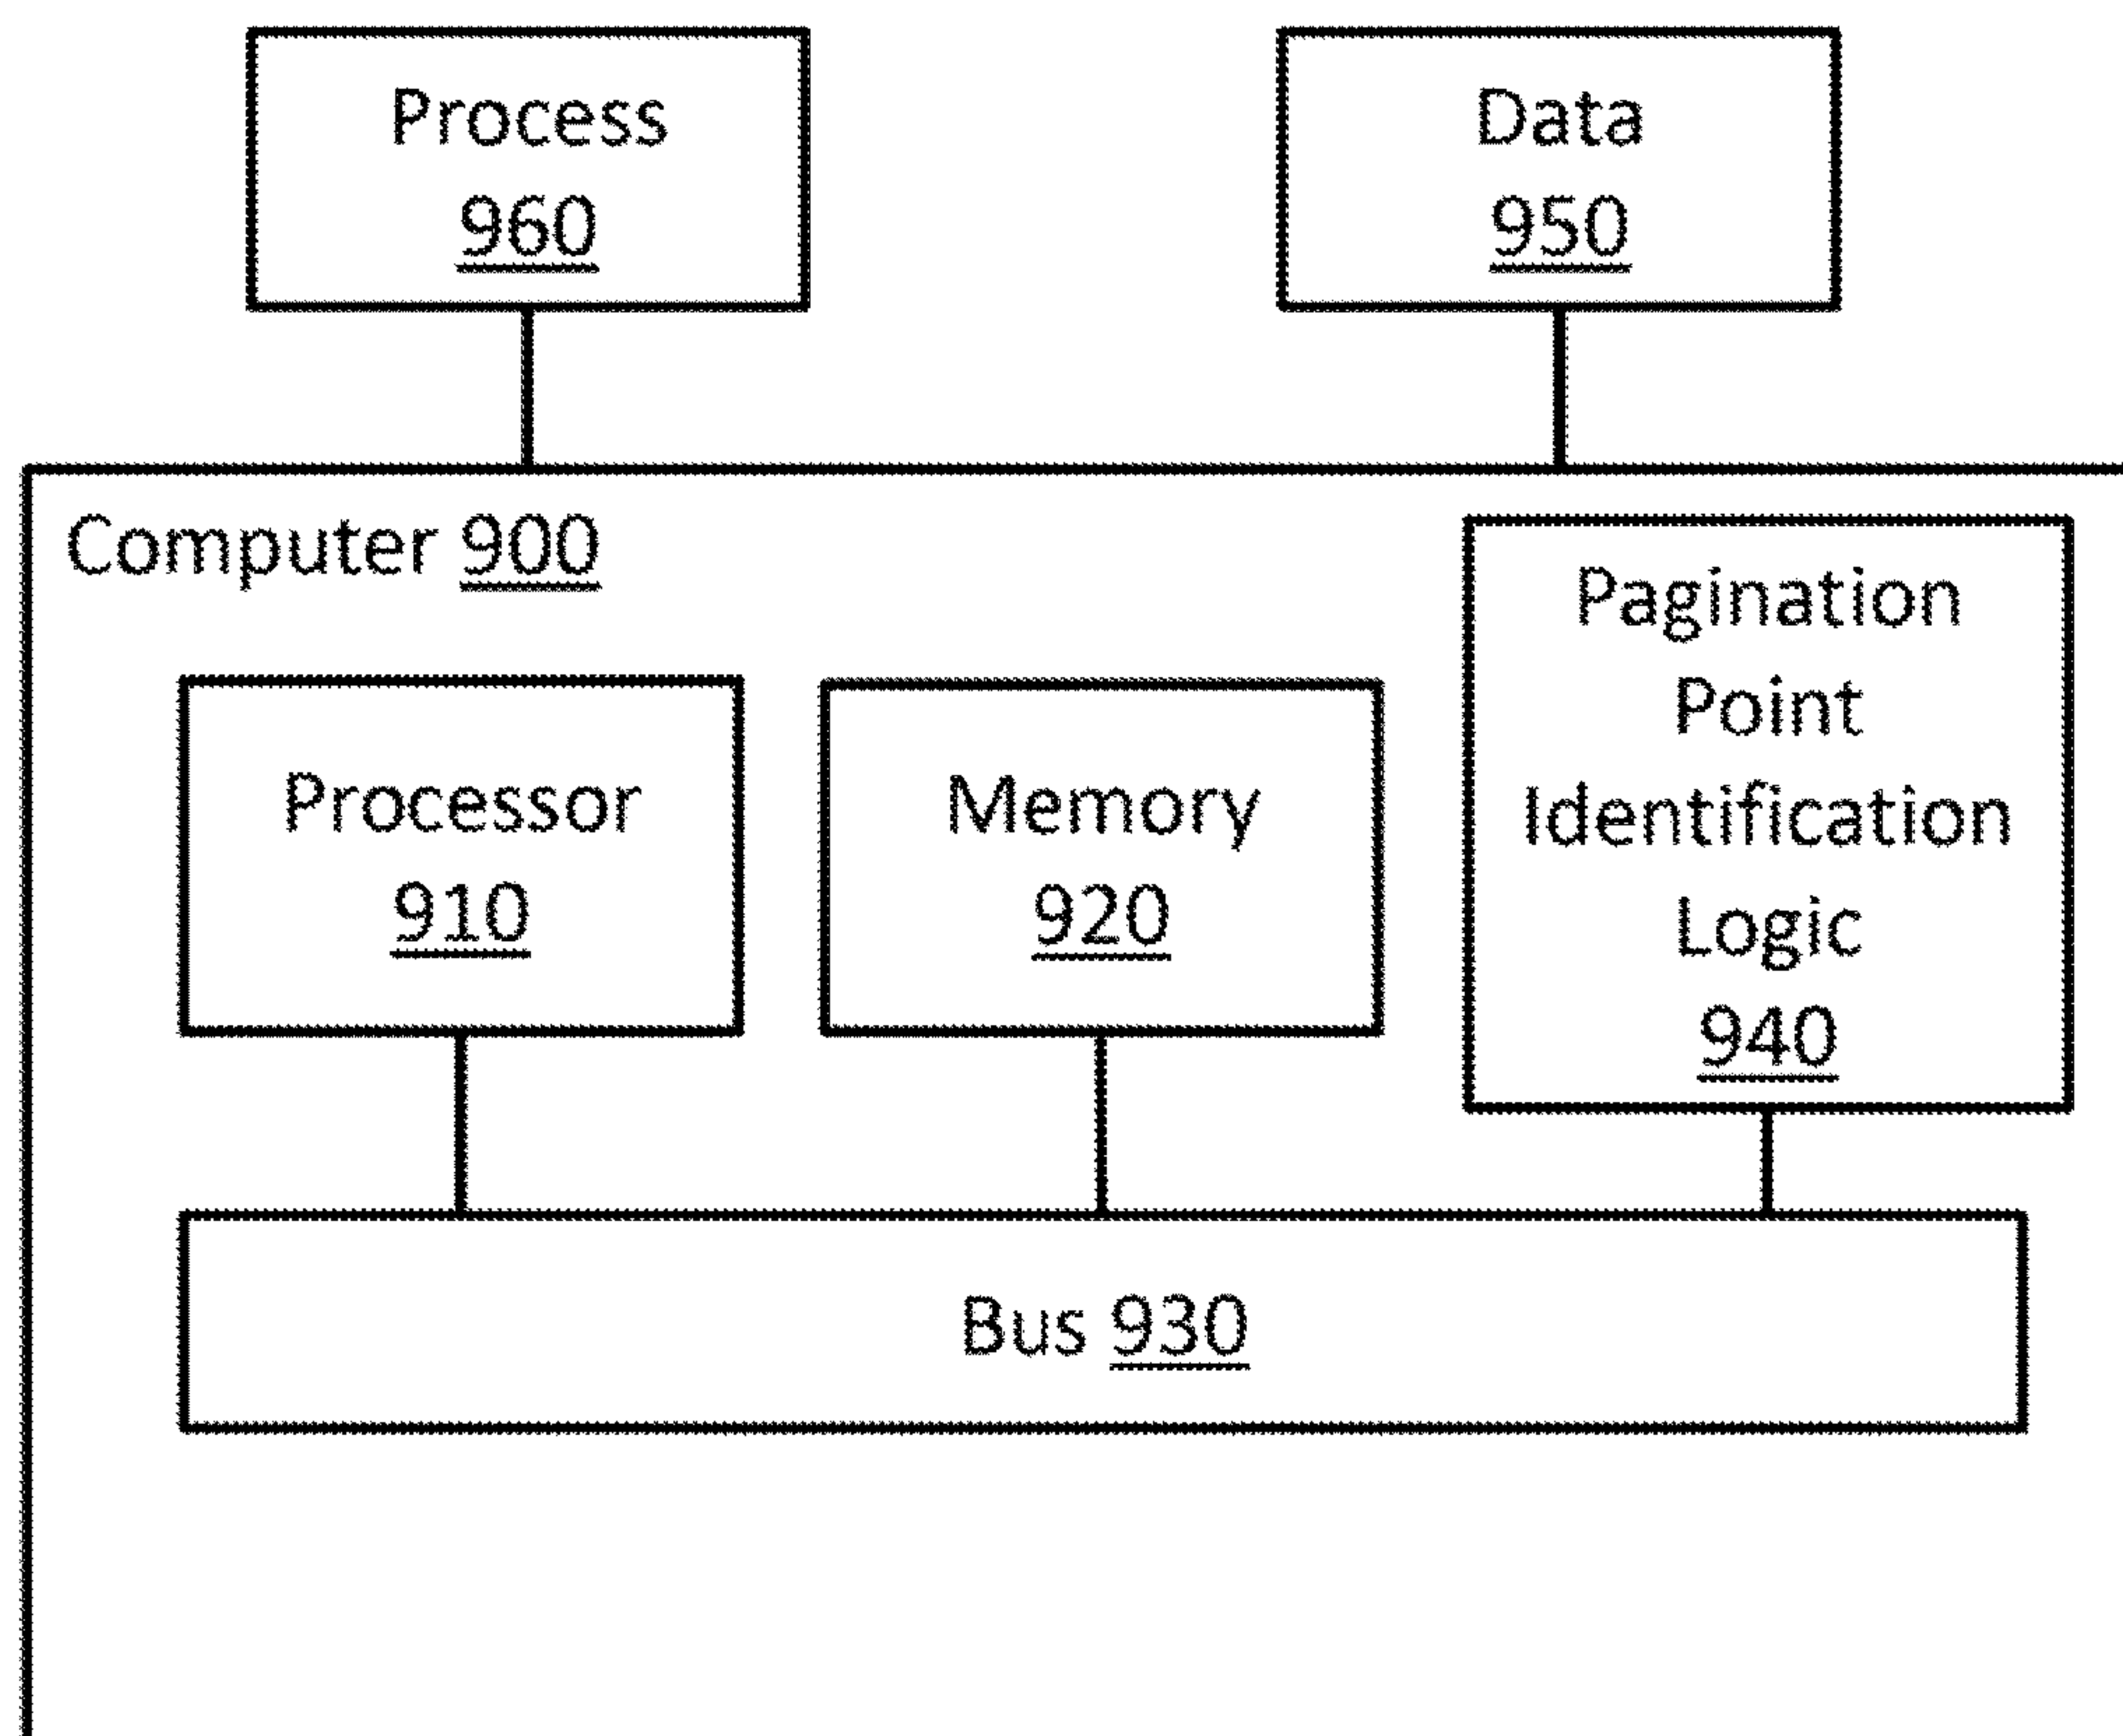 Process
960
Data
950
Computer 900
Pagination
Point
Identification
Logic
940
Processor
910
Memory
920
Bus 930